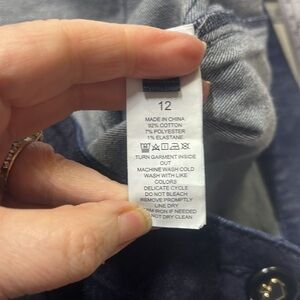 12
MADE IN CHINA
92% COTTON
7% POLYESTER
1% ELASTANE
TURN GARMENT INSIDE
OUT
MACHINE WASH COLD
WASH WITH LIKE
COLORS
DELICATE CYCLE
DO NOT BLEACH
REMOVE PROMPTLY
LINE DRY
IRON IF NEEDED
NOT DRY CLEAN